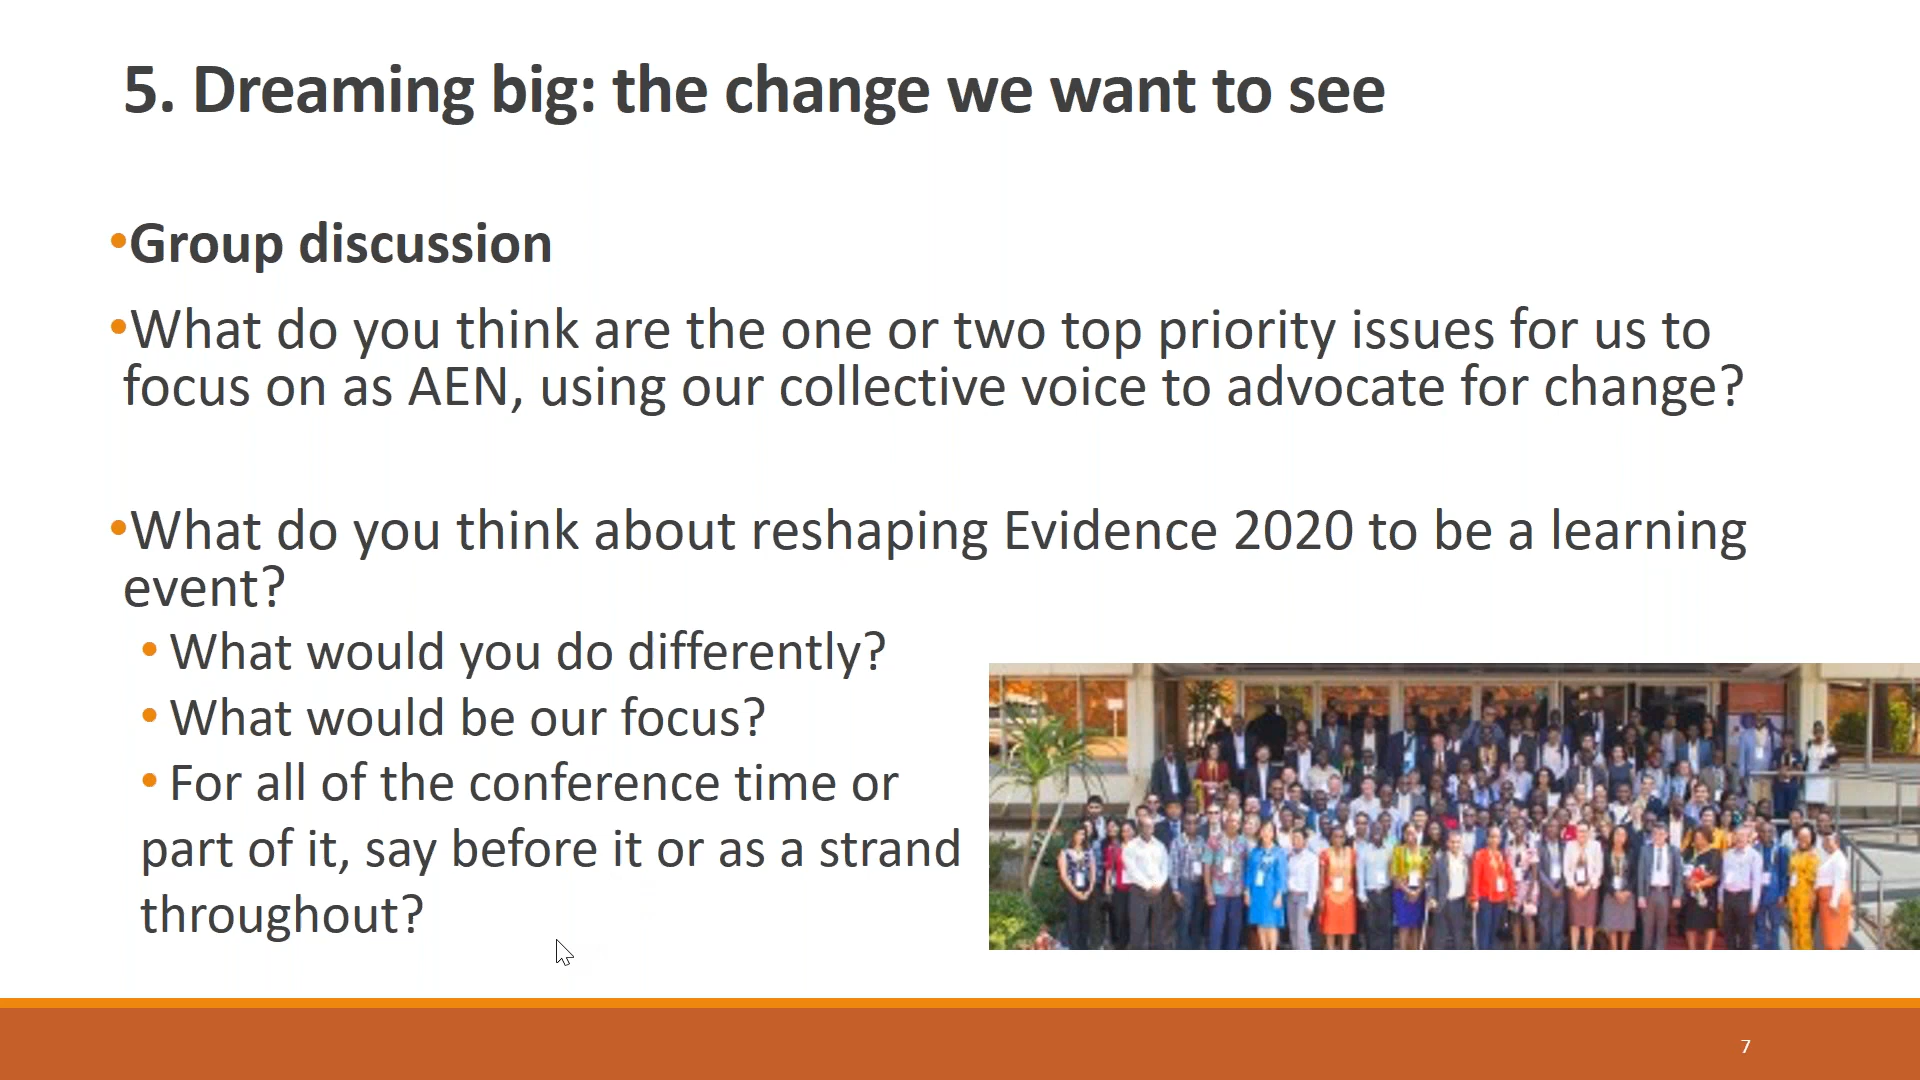 5. Dreaming big: the change we want to see
•Group discussion
•What do you think are the one or two top priority issues for us to
focus on as AEN, using our collective voice to advocate for change?
•What do you think about reshaping Evidence 2020 to be a learning
event?
• What would you do differently?
• What would be our focus?
• For all of the conference time or
part of it, say before it or as a strand
throughout?
7